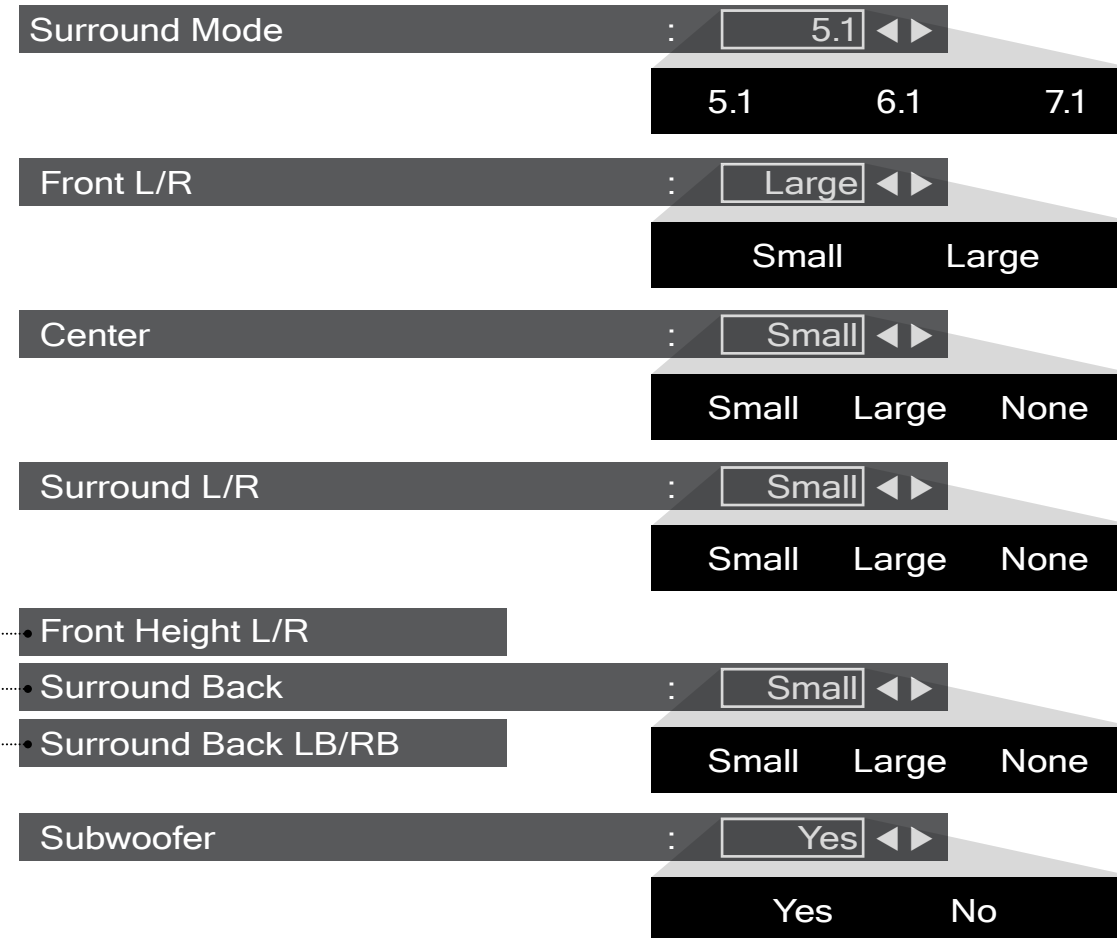 Surround Mode : 5.1
5.1 6.1 7.1
Front L/R : Large
Small Large
Center : Small
Small Large None
Surround L/R : Small
Small Large None
Front Height L/R
Surround Back : Small
Surround Back LB/RB
Small Large None
Subwoofer : Yes
Yes No